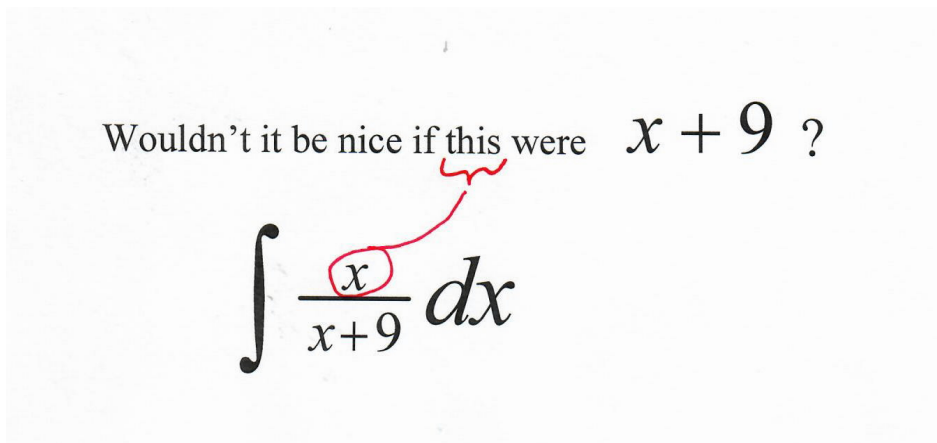 Wouldn’t it be nice if this were x + 9 ?
∫ x/(x+9) dx